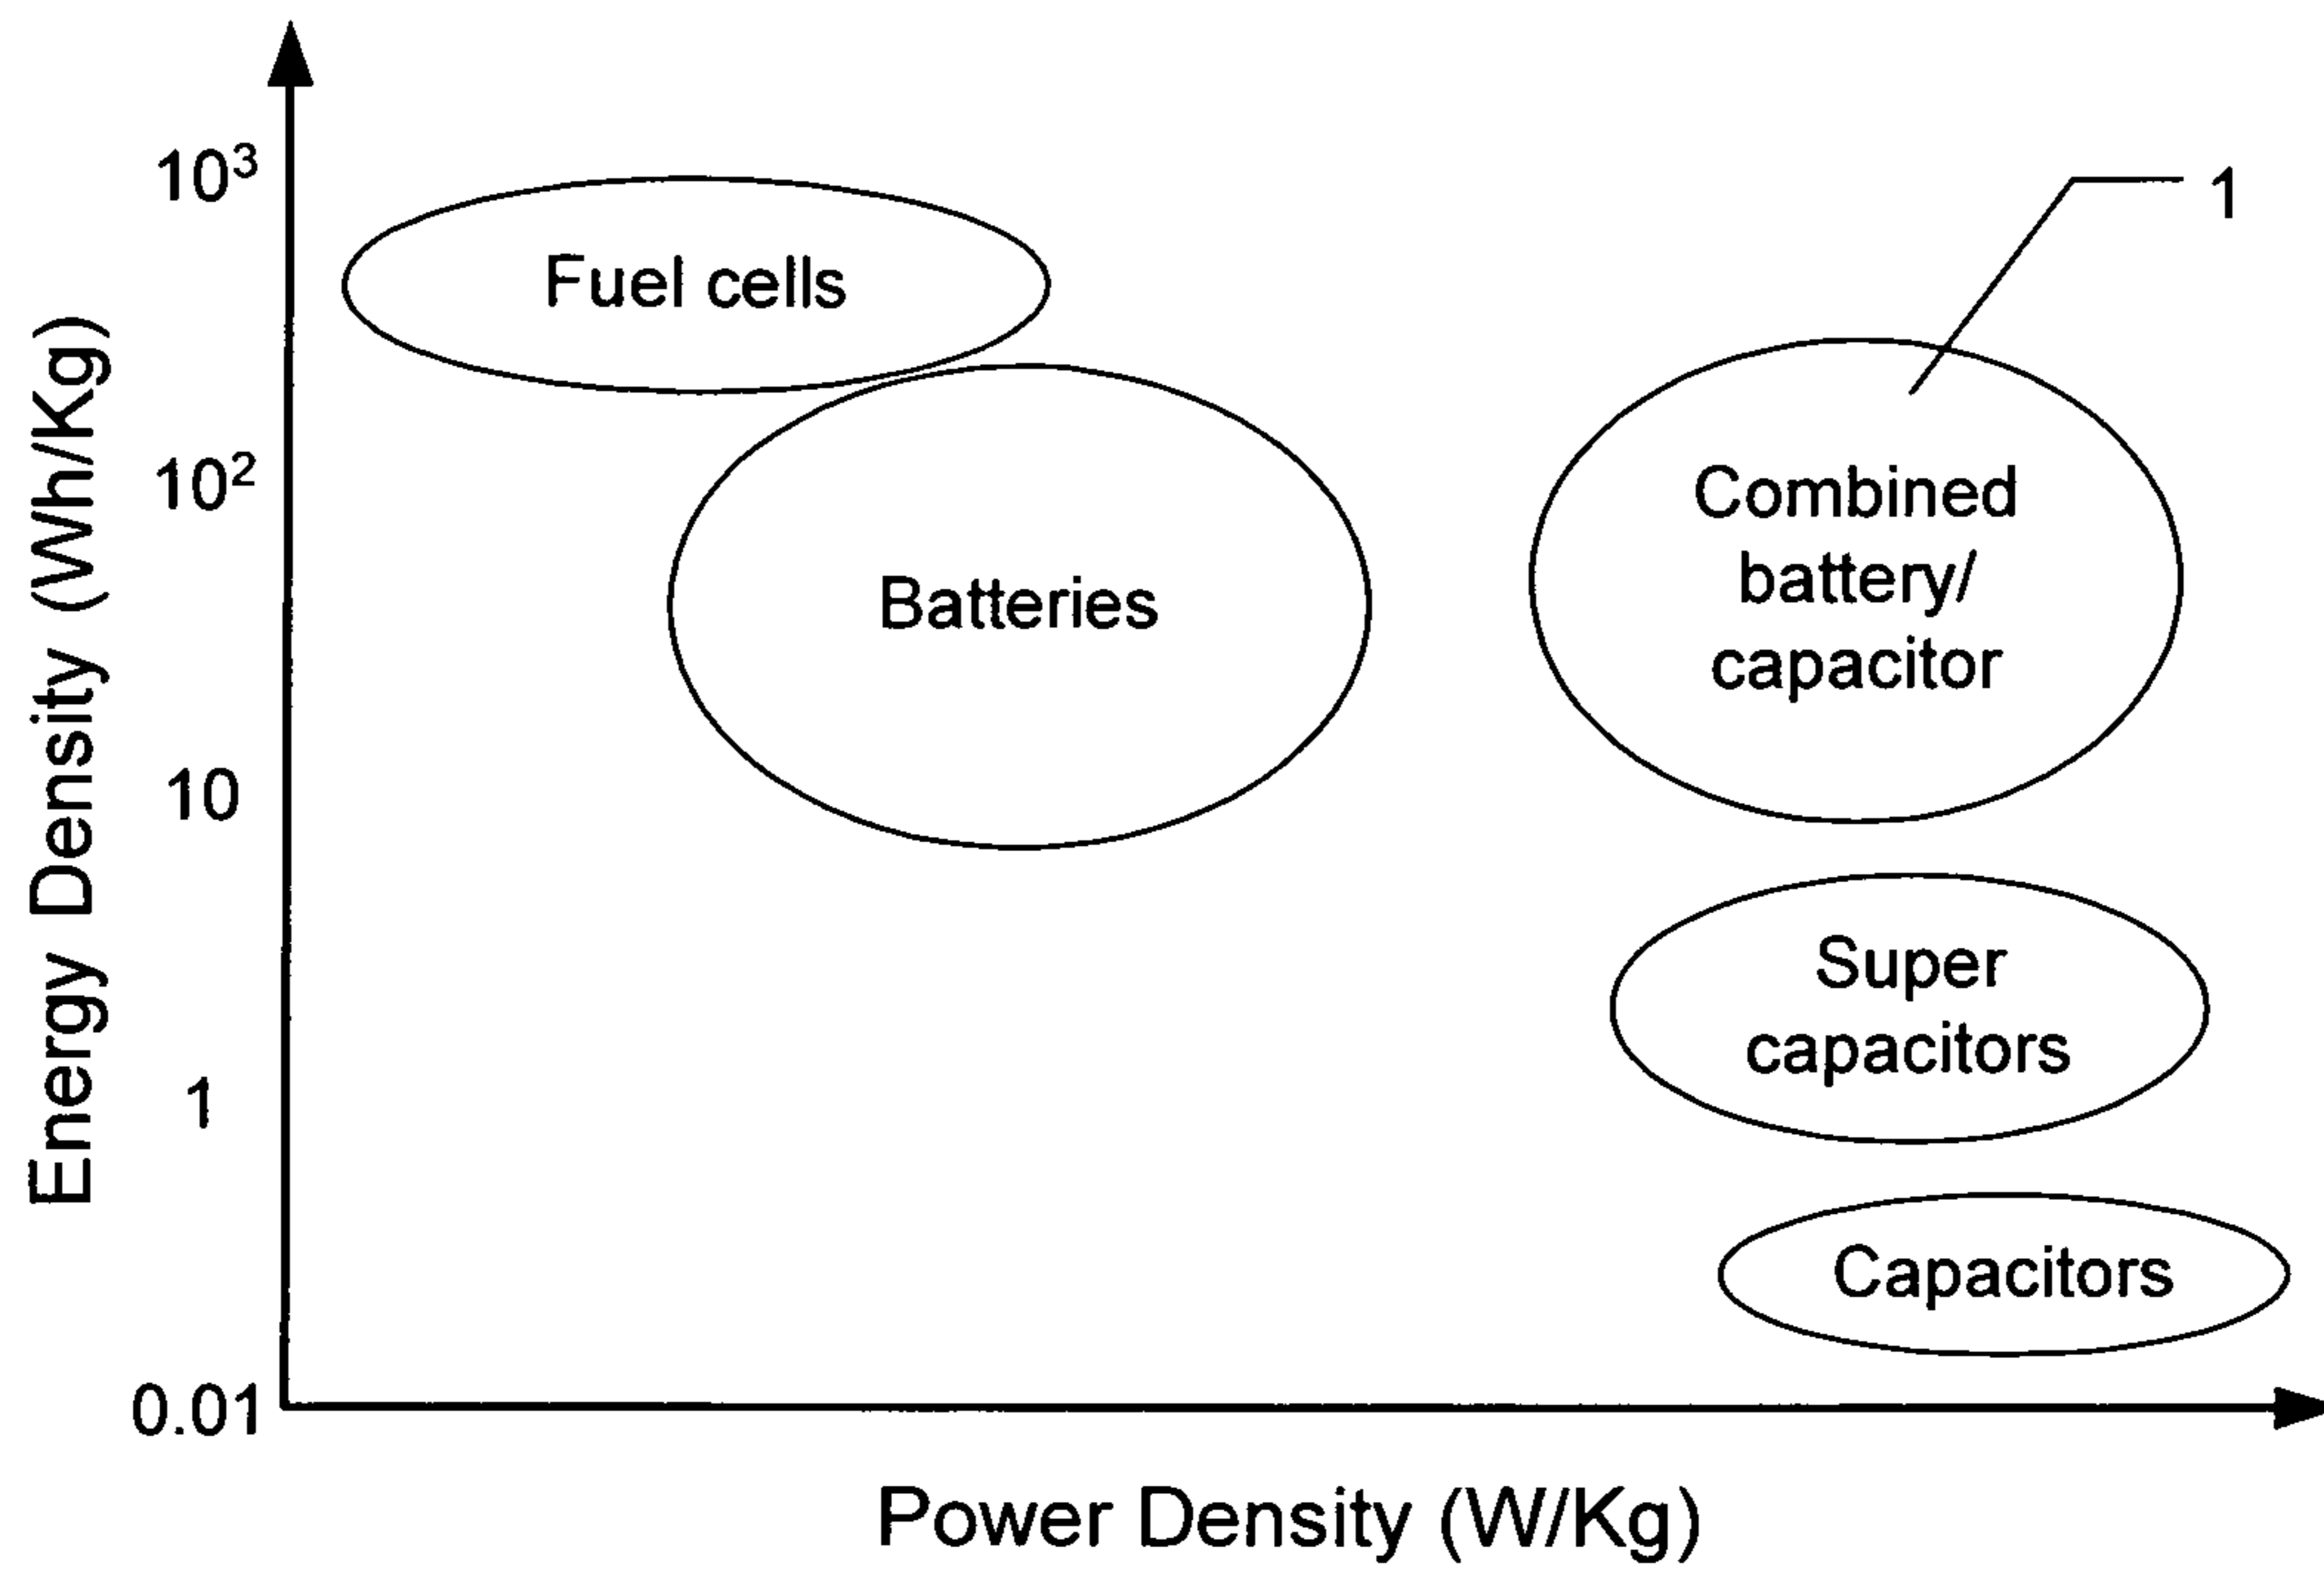 10³
1
Fuel cells
10²
Combined
battery/
capacitor
Batteries
10
Super
capacitors
1
Capacitors
0.01
Energy Density (Wh/Kg)
Power Density (W/Kg)